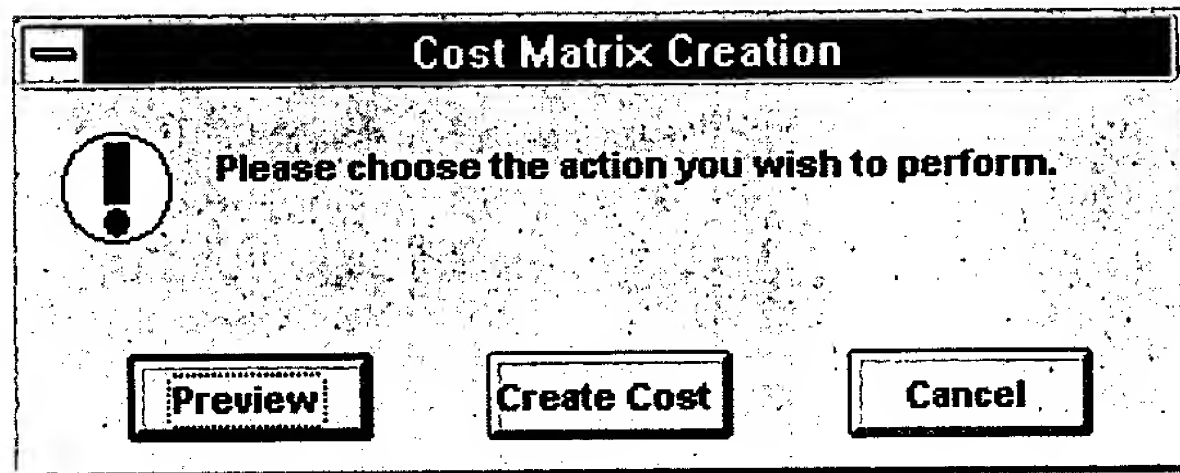 Cost Matrix Creation
Please choose the action you wish to perform.
Preview
Create Cost
Cancel